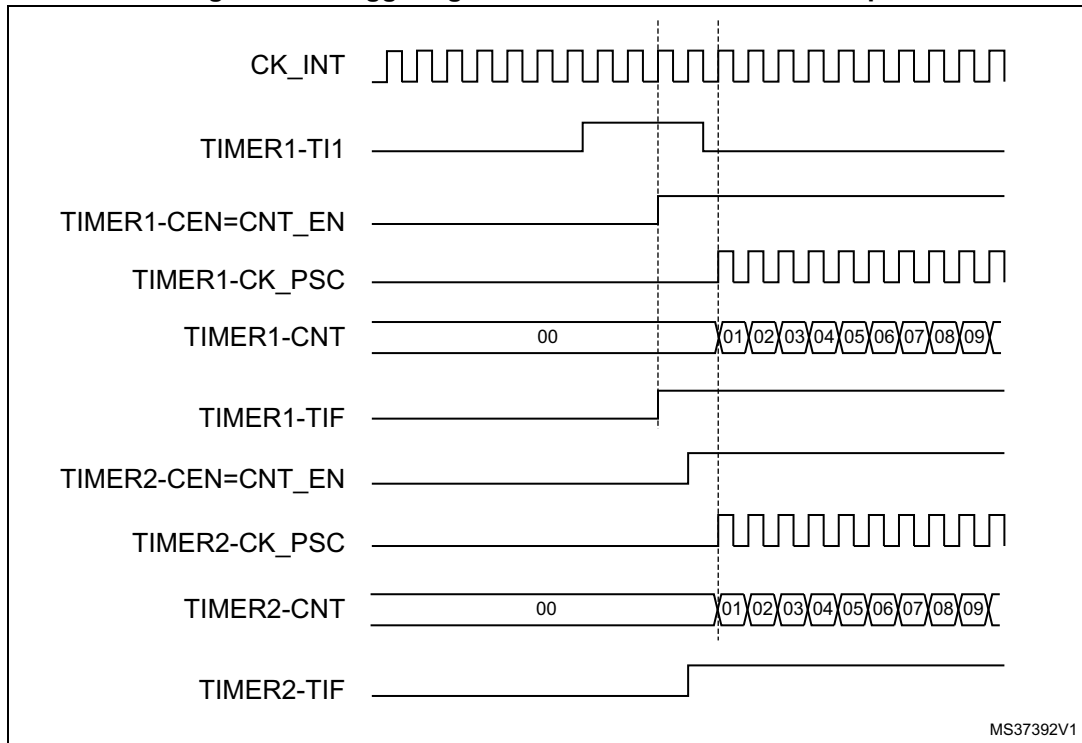 CK_INT
TIMER1-TI1
TIMER1-CEN=CNT_EN
TIMER1-CK_PSC
TIMER1-CNT 00 01 02 03 04 05 06 07 08 09
TIMER1-TIF
TIMER2-CEN=CNT_EN
TIMER2-CK_PSC
TIMER2-CNT 00 01 02 03 04 05 06 07 08 09
TIMER2-TIF
MS37392V1